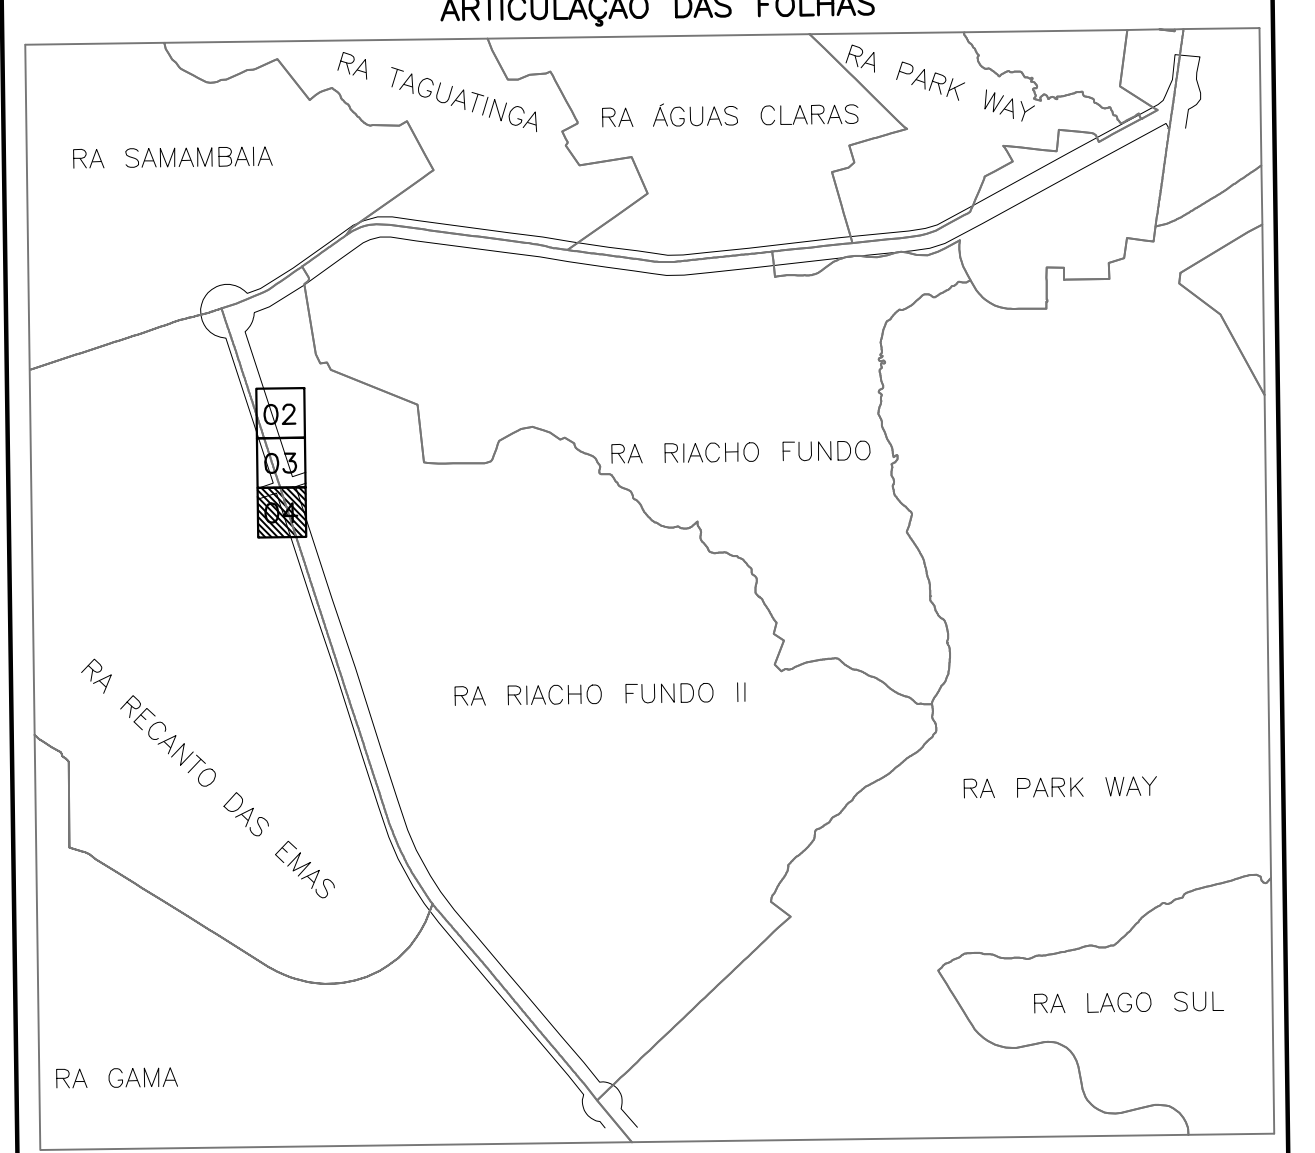 ARTICULAÇÃO DAS FOLHAS
RA TAGUATINGA
RA PARK WAY
RA ÁGUAS CLARAS
RA SAMAMBAIA
02
03
04
RA RIACHO FUNDO
RA RIACHO FUNDO II
RA RECANTO DAS EMAS
RA PARK WAY
RA LAGO SUL
RA GAMA